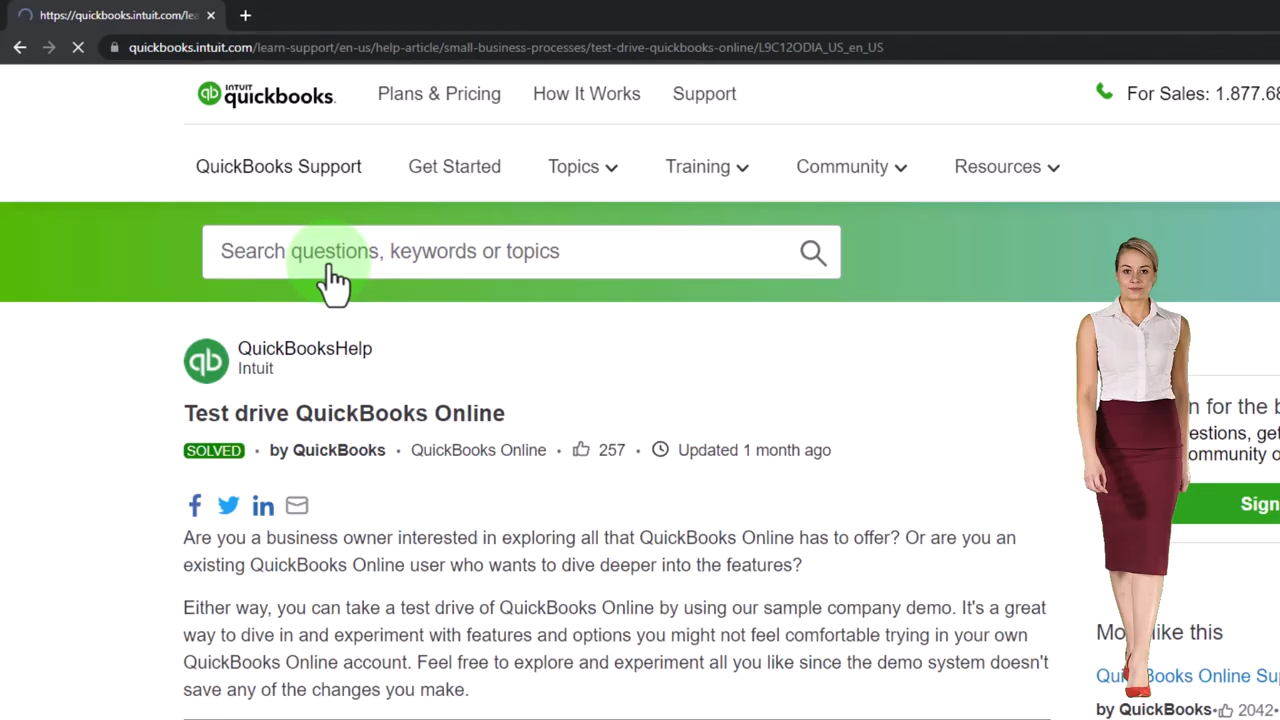 https://quickbooks.intuit.com/lea
quickbooks.intuit.com/learn-support/en-us/help-article/small-business-processes/test-drive-quickbooks-online/L9C12ODIA_US_en_US
INTUIT quickbooks. Plans & Pricing How It Works Support For Sales: 1.877.68
QuickBooks Support Get Started Topics Training Community Resources
Search questions, keywords or topics
QuickBooksHelp
Intuit
Test drive QuickBooks Online
SOLVED • by QuickBooks • QuickBooks Online • 257 • Updated 1 month ago
n for the b
estions, get
ommunity o
Sign
Are you a business owner interested in exploring all that QuickBooks Online has to offer? Or are you an
existing QuickBooks Online user who wants to dive deeper into the features?
Either way, you can take a test drive of QuickBooks Online by using our sample company demo. It's a great
way to dive in and experiment with features and options you might not feel comfortable trying in your own
QuickBooks Online account. Feel free to explore and experiment all you like since the demo system doesn't
save any of the changes you make.
Mo like this
Qui Books Online Su
by QuickBooks • 2042 •